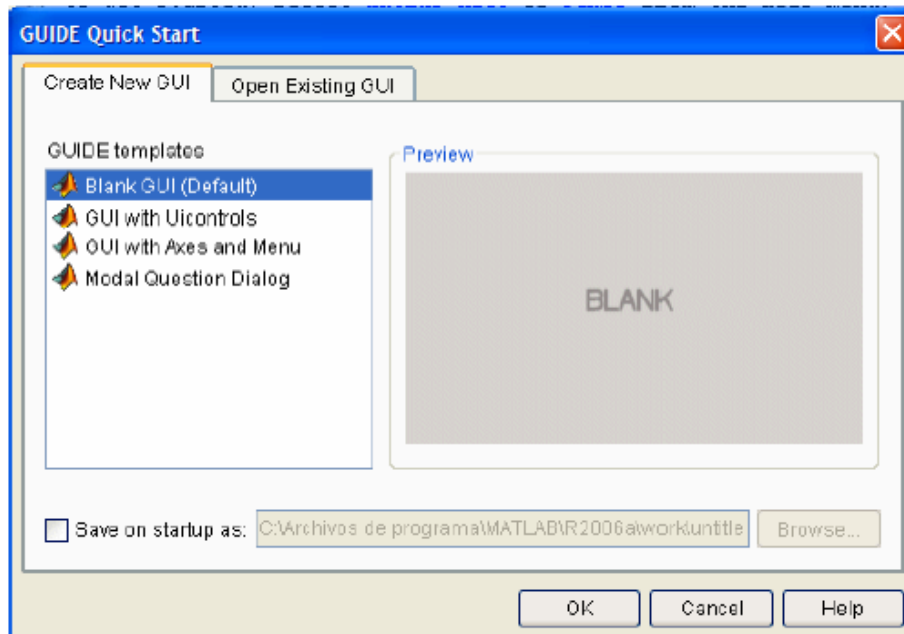 GUIDE Quick Start
Create New GUI
Open Existing GUI
GUIDE templates
Blank GUI (Default)
GUI with Uicontrols
GUI with Axes and Menu
Modal Question Dialog
Preview
BLANK
Save on startup as:
C:\Archivos de programa\MATLAB\R2006a\work\untitle
Browse...
OK
Cancel
Help